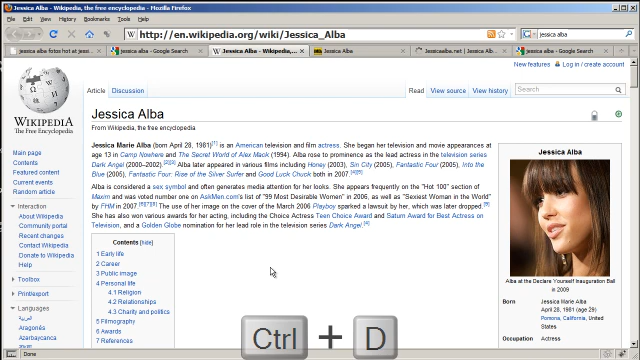 Jessica Alba - Wikipedia, the free encyclopedia - Mozilla Firefox
File Edit View History Bookmarks Tools Help
http://en.wikipedia.org/wiki/Jessica_Alba
jessica alba
jessica alba fotos hot at jessi...
jessica alba - Google Search
Jessica Alba - Wikipedia,...
Jessica Alba
Jessicaalba.net | Jessica Alb...
jessica alba - Google Search
New features
Log in / create account
Article Discussion
Read View source View history
Search
WIKIPEDIA
The Free Encyclopedia
Main page
Contents
Featured content
Current events
Random article
Interaction
About Wikipedia
Community portal
Recent changes
Contact Wikipedia
Donate to Wikipedia
Help
Toolbox
Print/export
Languages
العربية
Aragonés
Azərbaycan
Jessica Alba
From Wikipedia, the free encyclopedia
Jessica Marie Alba (born April 28, 1981)[1] is an American television and film actress. She began her television and movie appearances at
age 13 in Camp Nowhere and The Secret World of Alex Mack (1994). Alba rose to prominence as the lead actress in the television series
Dark Angel (2000–2002).[2][3] Alba later appeared in various films including Honey (2003), Sin City (2005), Fantastic Four (2005), Into the
Blue (2005), Fantastic Four: Rise of the Silver Surfer and Good Luck Chuck both in 2007.[4][5]
Alba is considered a sex symbol and often generates media attention for her looks. She appears frequently on the "Hot 100" section of
Maxim and was voted number one on AskMen.com's list of "99 Most Desirable Women" in 2006, as well as "Sexiest Woman in the World"
by FHM in 2007.[6][7][8] The use of her image on the cover of the March 2006 Playboy sparked a lawsuit by her, which was later dropped.[9]
She has also won various awards for her acting, including the Choice Actress Teen Choice Award and Saturn Award for Best Actress on
Television, and a Golden Globe nomination for her lead role in the television series Dark Angel.[4]
Contents [hide]
1 Early life
2 Career
3 Public image
4 Personal life
4.1 Religion
4.2 Relationships
4.3 Charity and politics
5 Filmography
6 Awards
7 References
Jessica Alba
Alba at the Declare Yourself Inauguration Ball
in 2009
Born Jessica Marie Alba
April 28, 1981 (age 29)
Pomona, California, United
States
Occupation Actress
Ctrl + D
Done